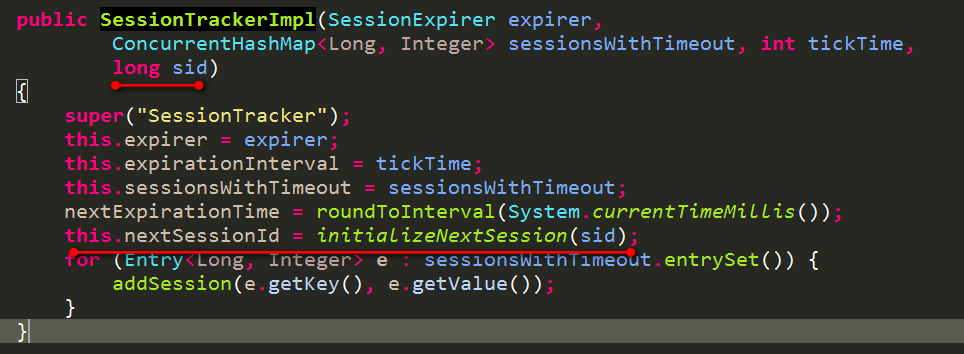 public SessionTrackerImpl(SessionExpirer expirer,
ConcurrentHashMap<Long, Integer> sessionsWithTimeout, int tickTime,
long sid)
{
super("SessionTracker");
this.expirer = expirer;
this.expirationInterval = tickTime;
this.sessionsWithTimeout = sessionsWithTimeout;
nextExpirationTime = roundToInterval(System.currentTimeMillis());
this.nextSessionId = initializeNextSession(sid);
for (Entry<Long, Integer> e : sessionsWithTimeout.entrySet()) {
addSession(e.getKey(), e.getValue());
}
}